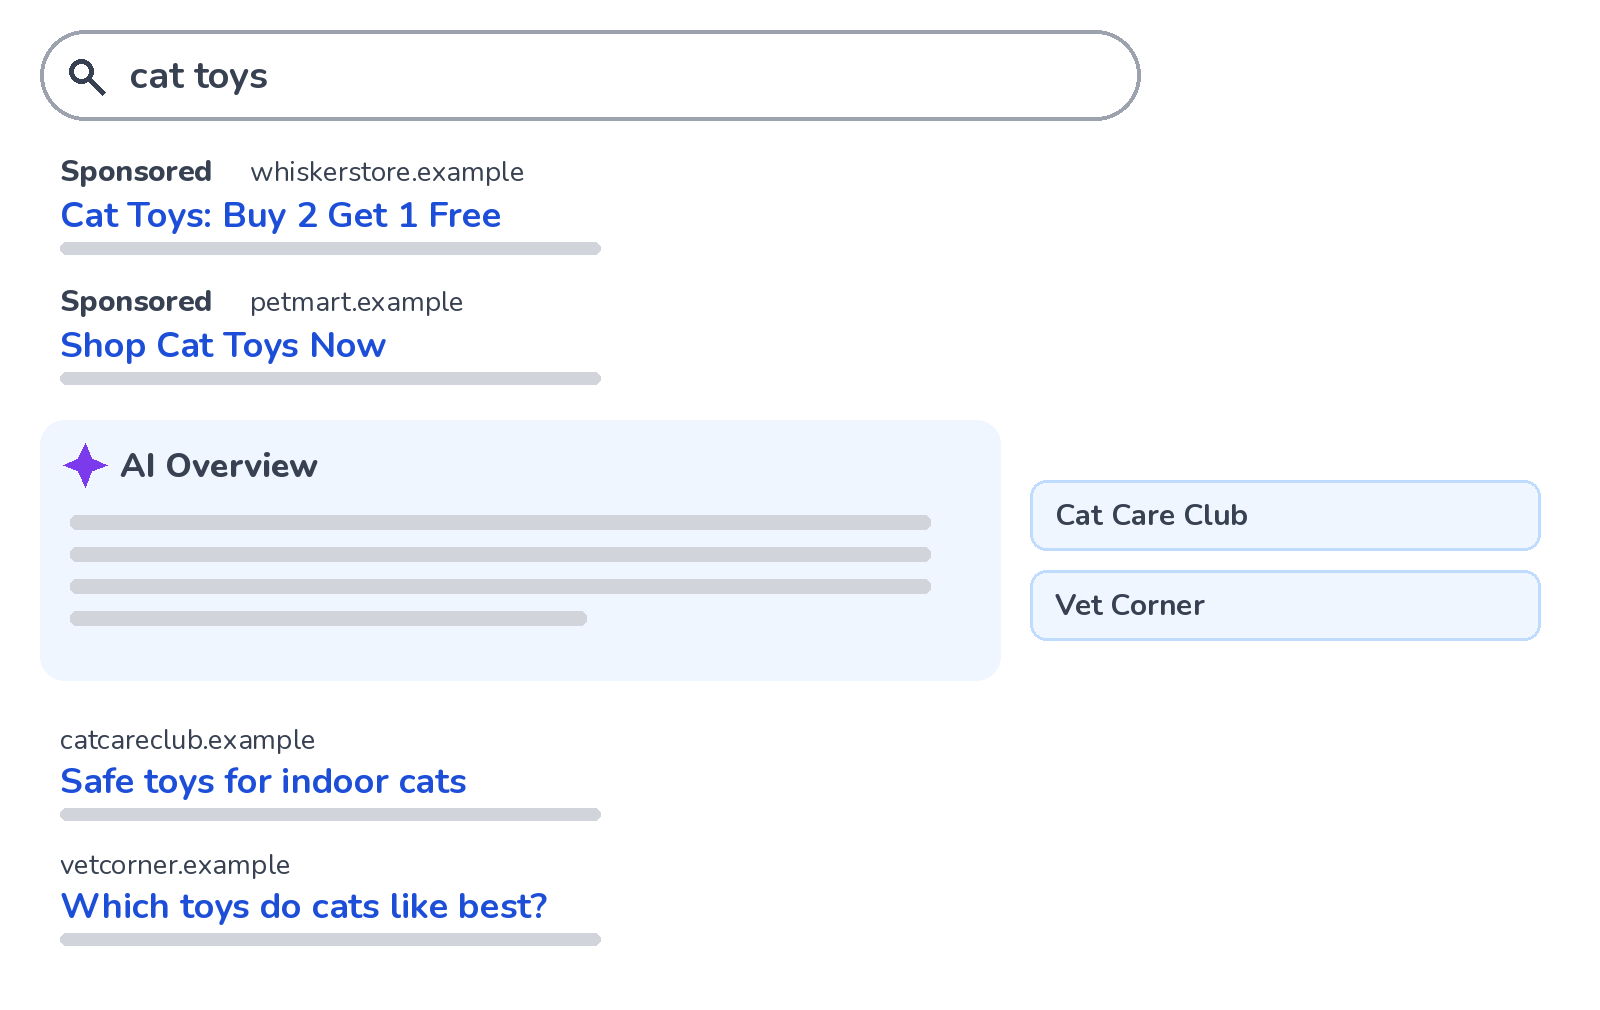 cat toys
Sponsored whiskerstore.example
Cat Toys: Buy 2 Get 1 Free
Sponsored petmart.example
Shop Cat Toys Now
AI Overview
Cat Care Club
Vet Corner
catcareclub.example
Safe toys for indoor cats
vetcorner.example
Which toys do cats like best?